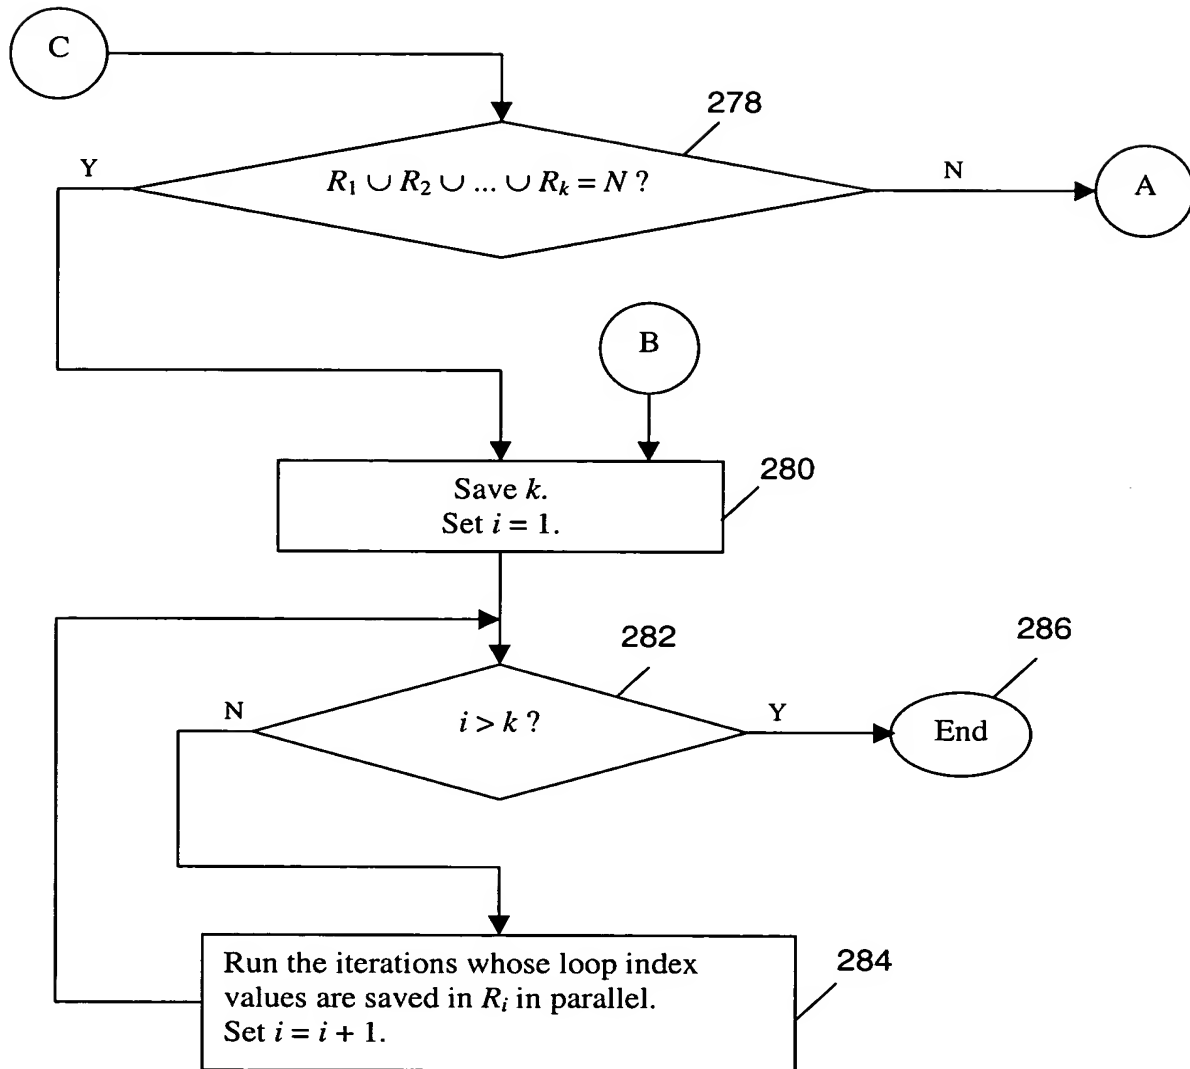 C
278
Y
R₁ ∪ R₂ ∪ ... ∪ Rₖ = N ?
N
A
B
280
Save k.
Set i = 1.
282
286
N
i > k ?
Y
End
284
Run the iterations whose loop index
values are saved in Rᵢ in parallel.
Set i = i + 1.